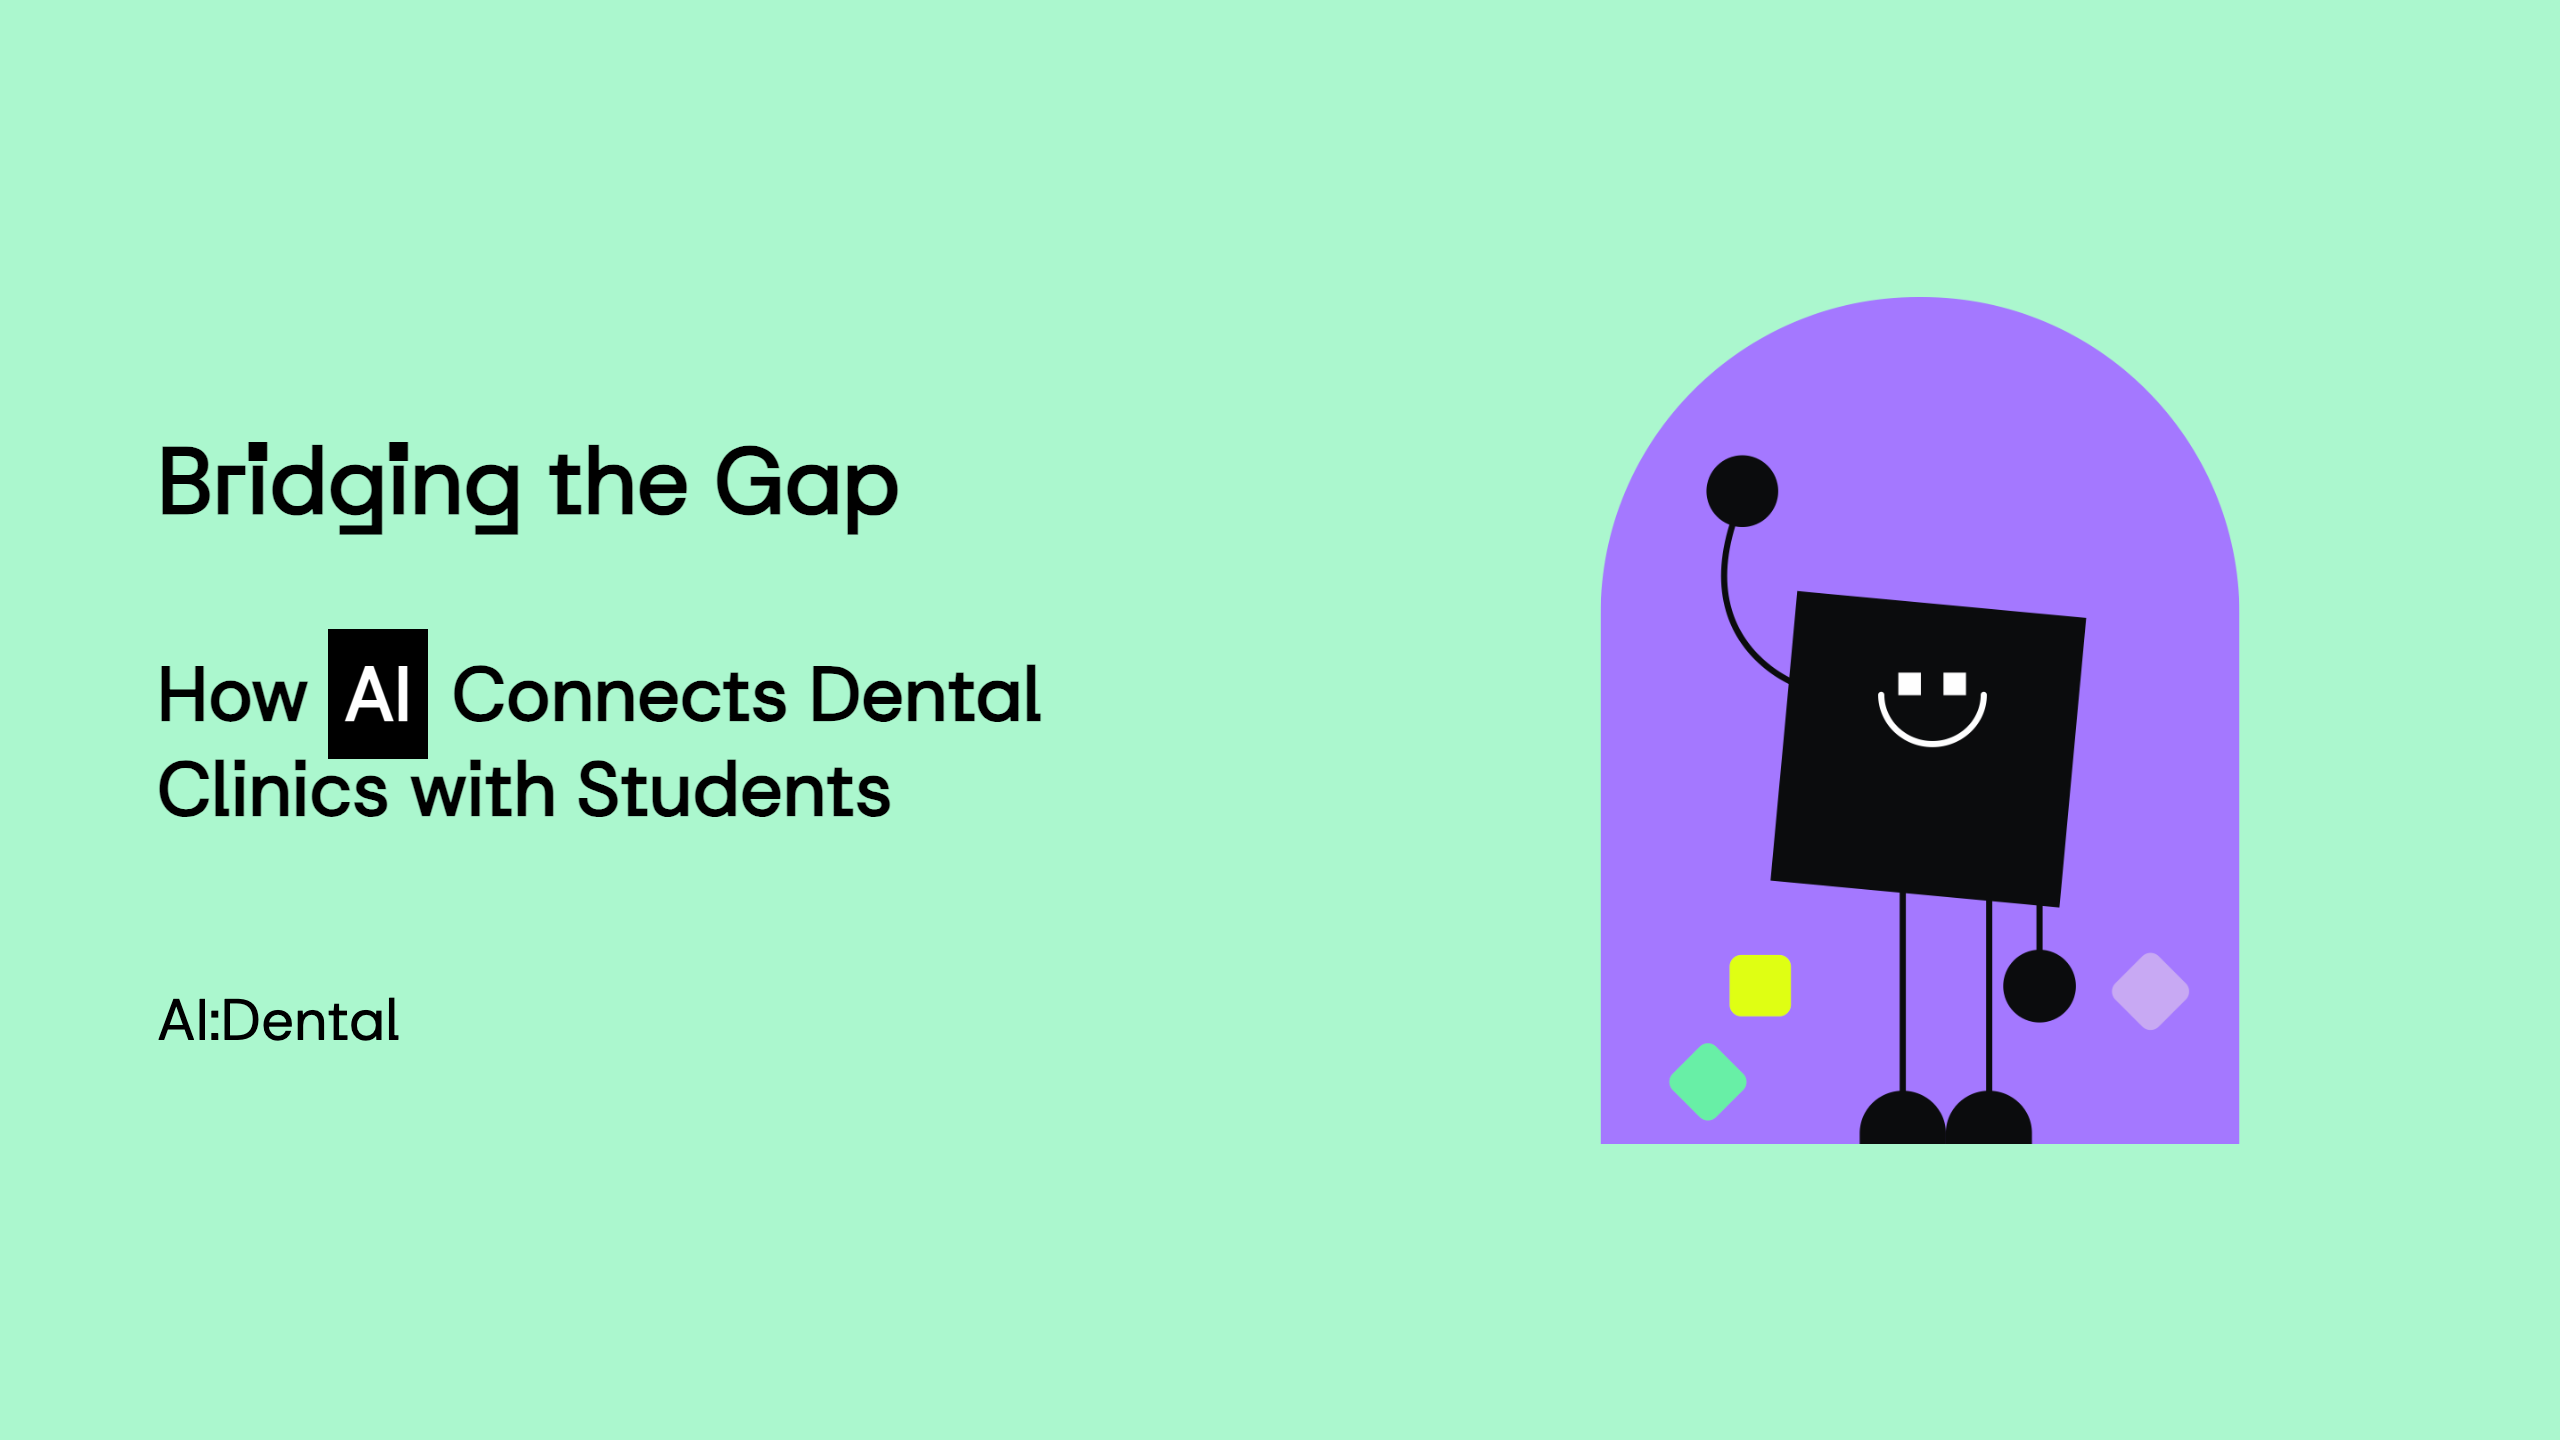 Bridging the Gap
How AI Connects Dental
Clinics with Students
AI:Dental